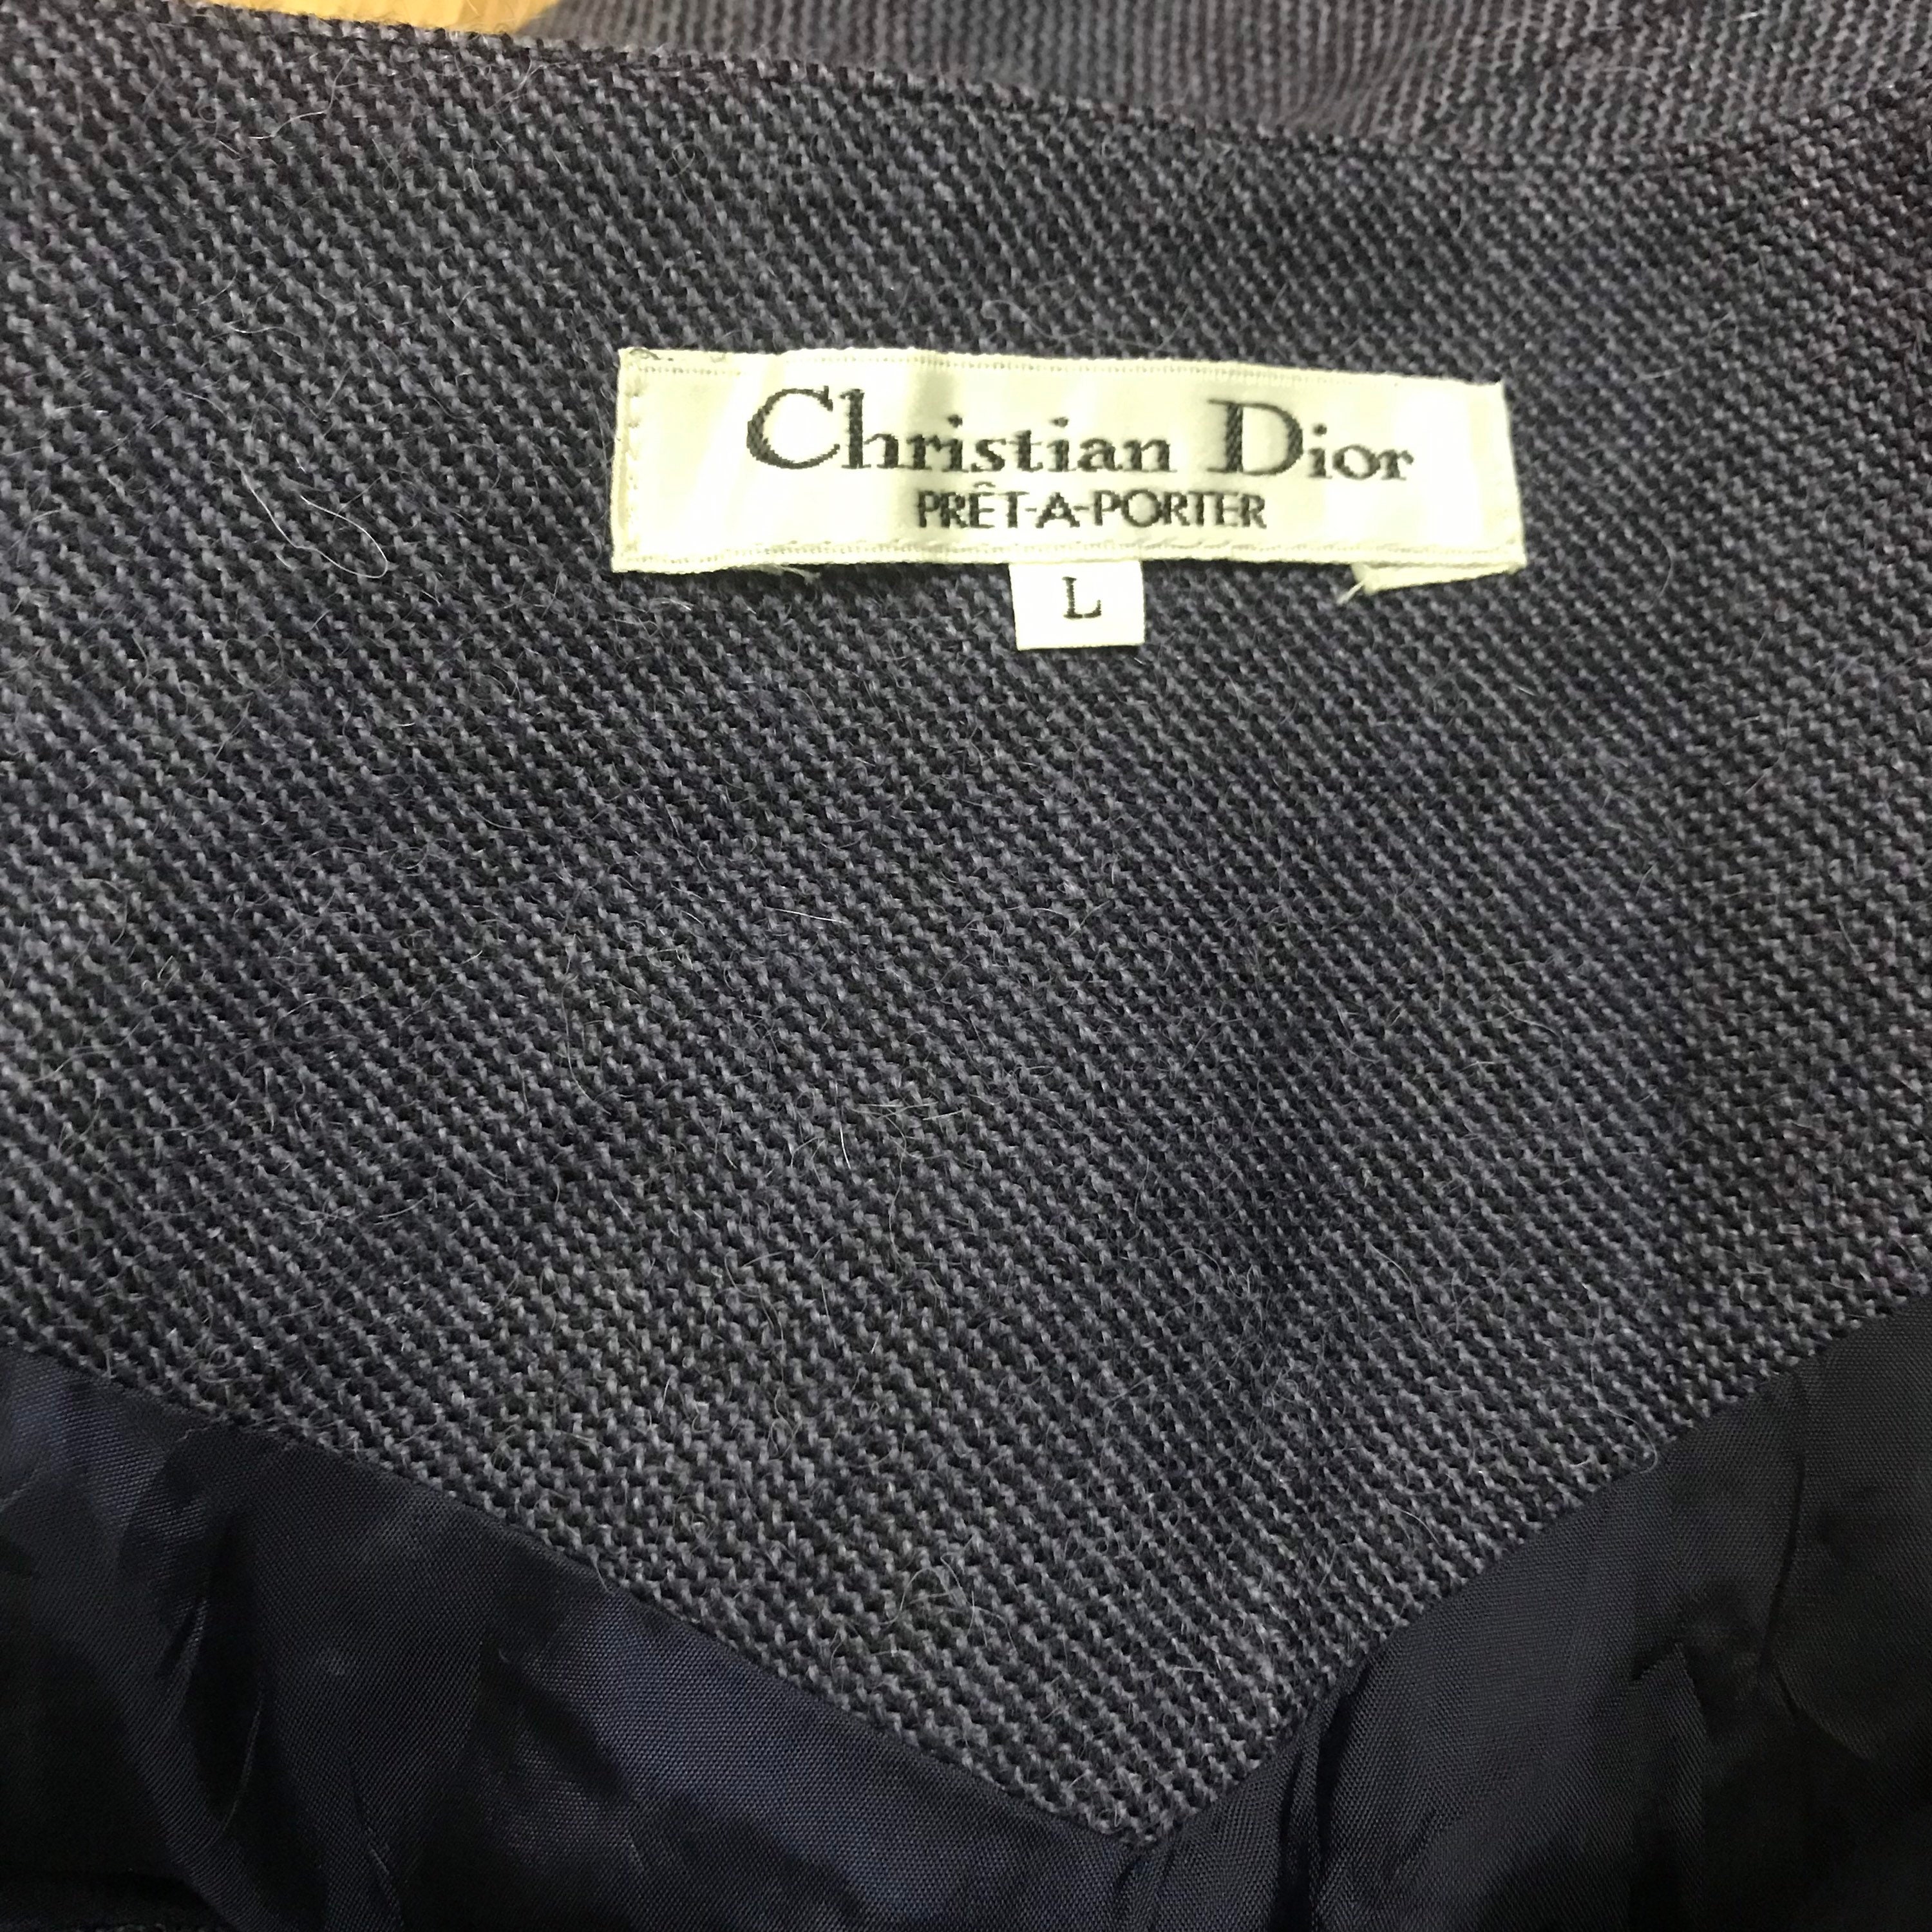 Christian Dior
PRÊT-A-PORTER
L